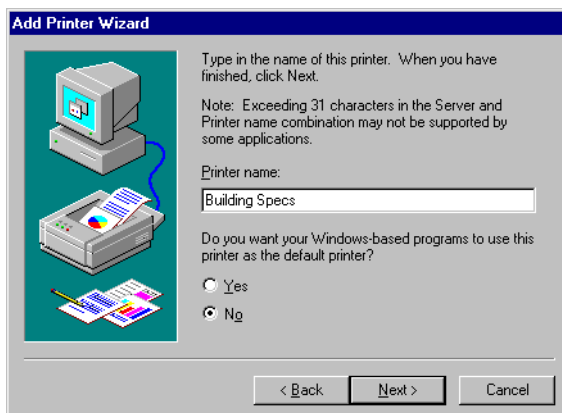 Add Printer Wizard
Type in the name of this printer. When you have
finished, click Next.
Note: Exceeding 31 characters in the Server and
Printer name combination may not be supported by
some applications.
Printer name:
Building Specs
Do you want your Windows-based programs to use this
printer as the default printer?
Yes
No
< Back Next > Cancel